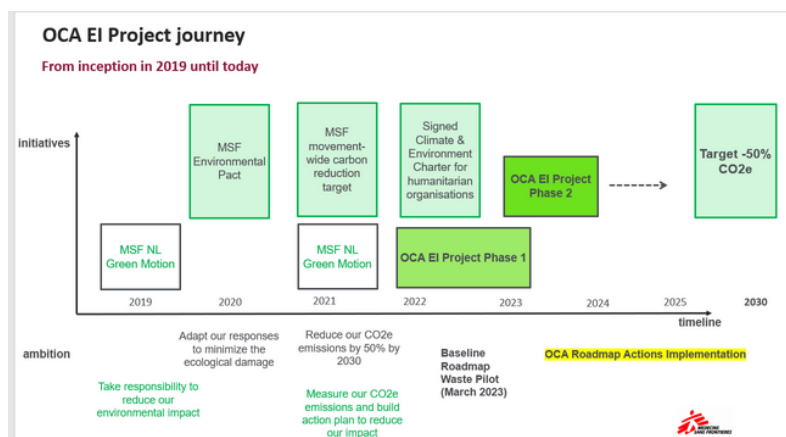 OCA EI Project journey
From inception in 2019 until today
initiatives
MSF
Environmental
Pact
MSF
movement-
wide carbon
reduction
target
Signed
Climate &
Environment
Charter for
humanitarian
organisations
OCA EI Project
Phase 2
Target -50%
CO2e
MSF NL
Green Motion
MSF NL
Green Motion
OCA EI Project Phase 1
2019
2020
2021
2022
2023
2024
2025
2030
timeline
ambition
Adapt our responses
to minimize the
ecological damage
Reduce our CO2e
emissions by 50% by
2030
Baseline
Roadmap
Waste Pilot
(March 2023)
OCA Roadmap Actions Implementation
Take responsibility to
reduce our
environmental impact
Measure our CO2e
emissions and build
action plan to reduce
our impact
MEDECINS
SANS FRONTIERES